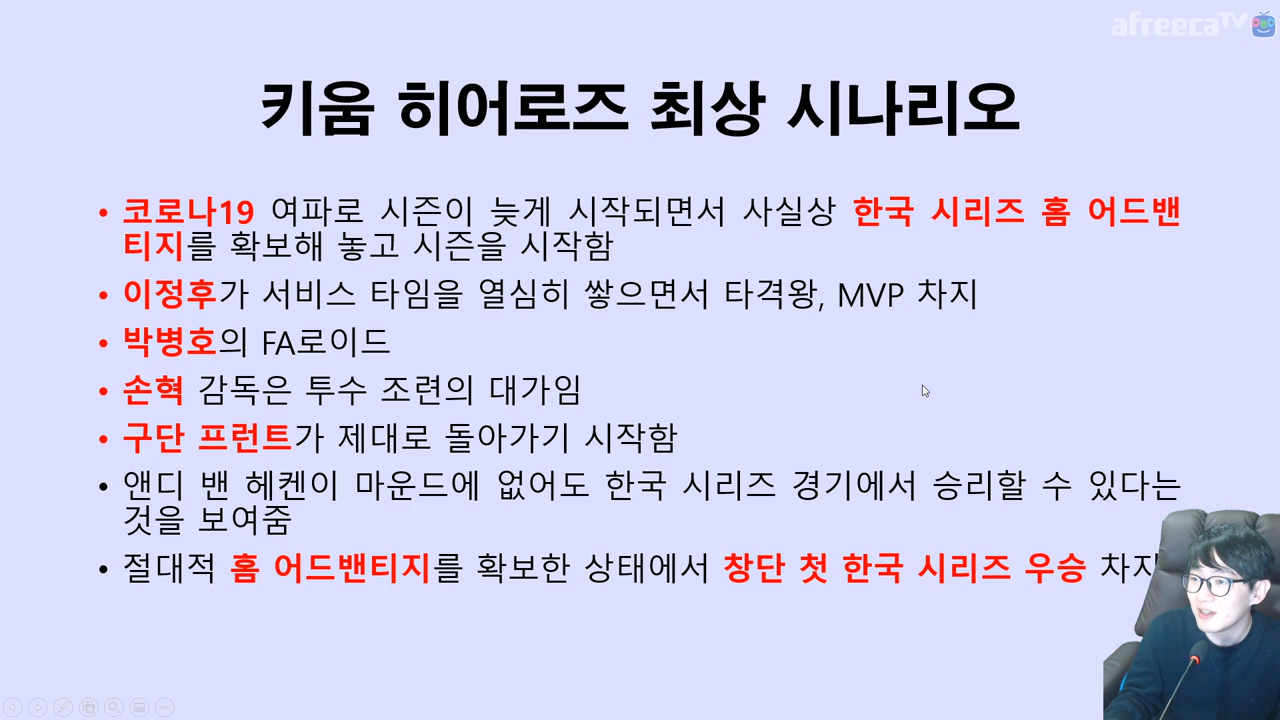 afreecaTV
키움 히어로즈 최상 시나리오
• 코로나19 여파로 시즌이 늦게 시작되면서 사실상 한국 시리즈 홈 어드밴
티지를 확보해 놓고 시즌을 시작함
• 이정후가 서비스 타임을 열심히 쌓으면서 타격왕, MVP 차지
• 박병호의 FA로이드
• 손혁 감독은 투수 조련의 대가임
• 구단 프런트가 제대로 돌아가기 시작함
• 앤디 밴 헤켄이 마운드에 없어도 한국 시리즈 경기에서 승리할 수 있다는
것을 보여줌
• 절대적 홈 어드밴티지를 확보한 상태에서 창단 첫 한국 시리즈 우승 차지